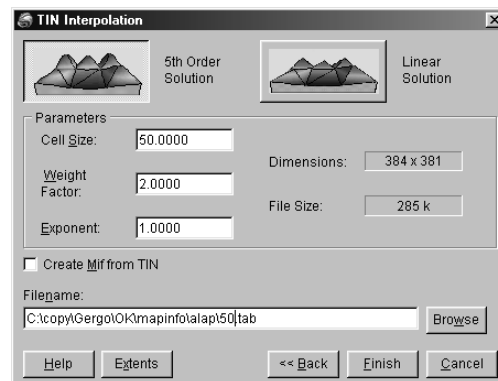 TIN Interpolation
5th Order
Solution
Linear
Solution
Parameters
Cell Size:
50.0000
Dimensions:
384 x 381
Weight
Factor:
2.0000
File Size:
285 k
Exponent:
1.0000
Create Mif from TIN
Filename:
C:\copy\Gergo\OK\mapinfo\alap\50.tab
Browse
Help
Extents
<< Back
Finish
Cancel